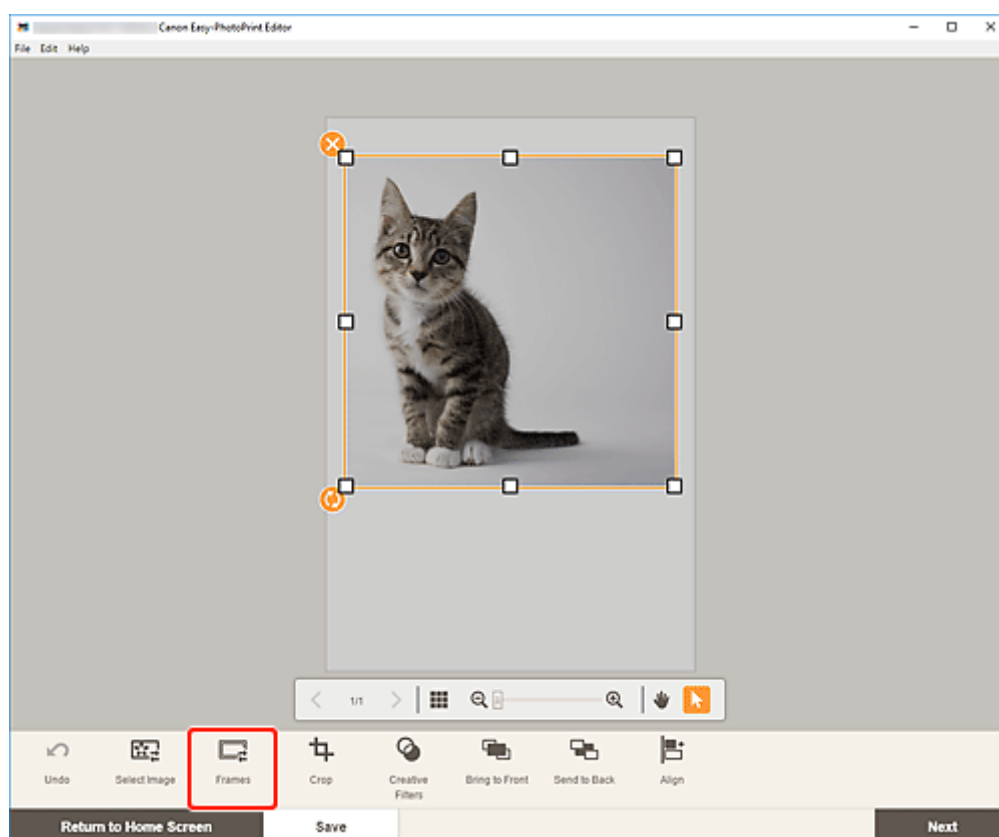 Canon Easy-PhotoPrint Editor
File Edit Help
1/1
Undo Select Image Frames Crop Creative Filters Bring to Front Send to Back Align
Return to Home Screen Save Next